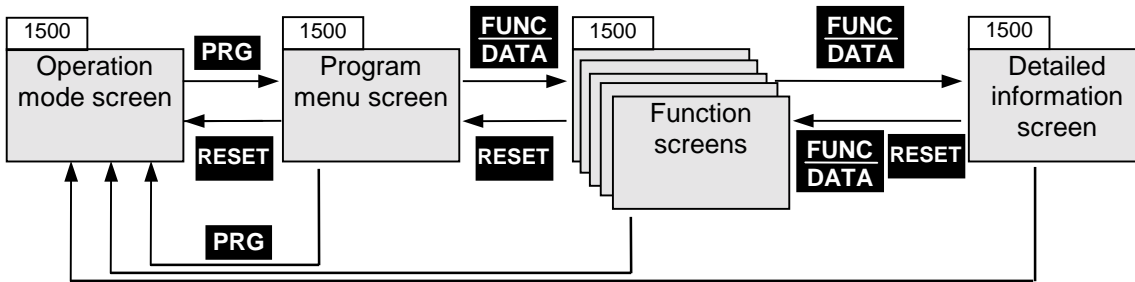 1500
Operation
mode screen
PRG
RESET
1500
Program
menu screen
FUNC
DATA
RESET
1500
Function
screens
FUNC
DATA
FUNC
DATA
RESET
1500
Detailed
information
screen
PRG